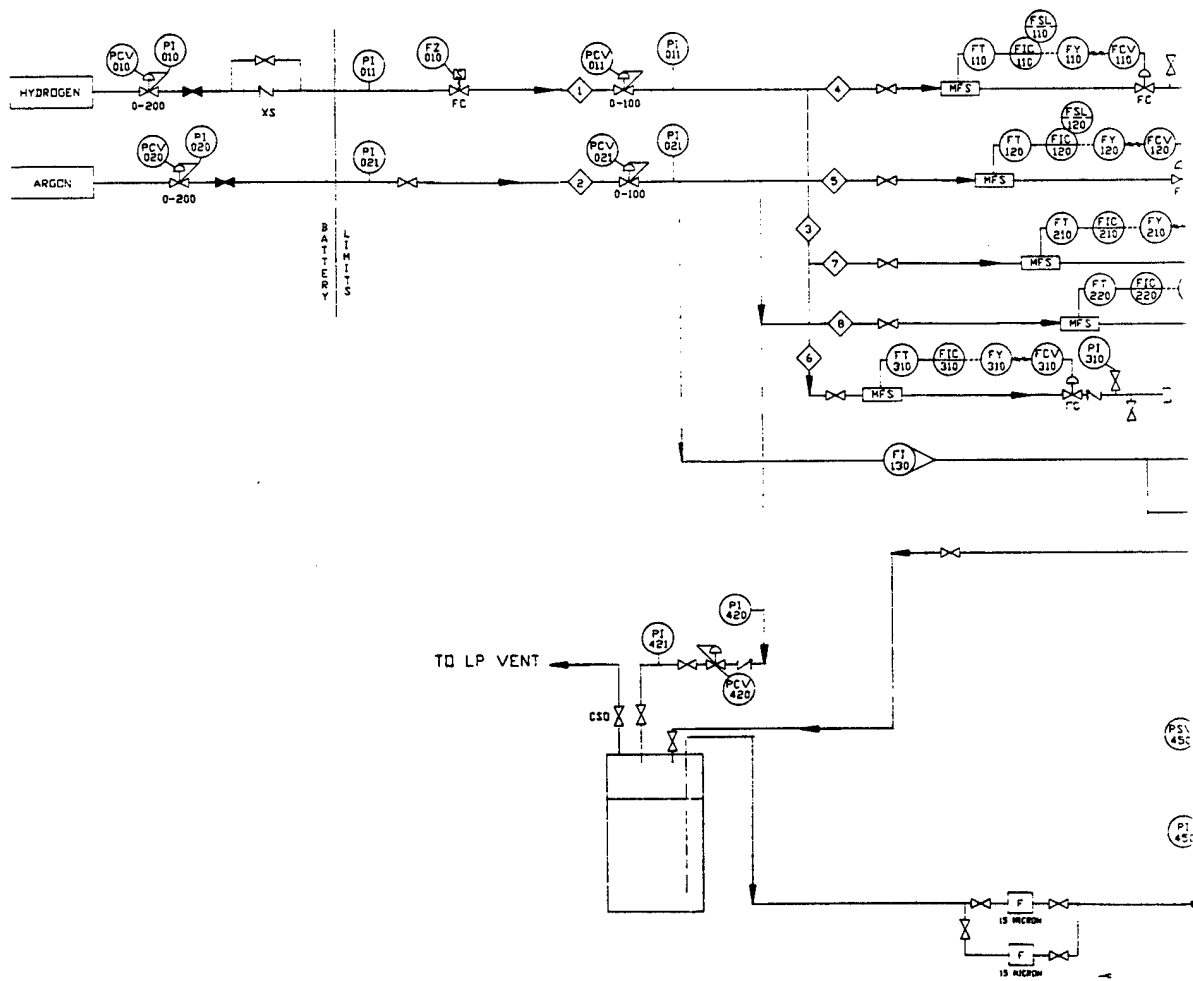 HYDROGEN
PCV 010
PI 010
0-200
XS
PI 011
FZ 010
S
FC
1
PCV 011
0-100
PI 011
4
MFS
FT 110
FIC 110
FSL 110
FY 110
FCV 110
FC
ARGON
PCV 020
PI 020
0-200
PI 021
2
PCV 021
0-100
PI 021
5
MFS
FT 120
FIC 120
FSL 120
FY 120
FCV 120
BATTERY
LIMITS
3
7
MFS
FT 210
FIC 210
FY 210
8
MFS
FT 220
FIC 220
6
MFS
FT 310
FIC 310
FY 310
FCV 310
FC
PI 310
FI 130
PI 420
PI 421
PCV 420
TO LP VENT
CSO
PSV 450
PI 450
F
15 MICRON
F
15 MICRON